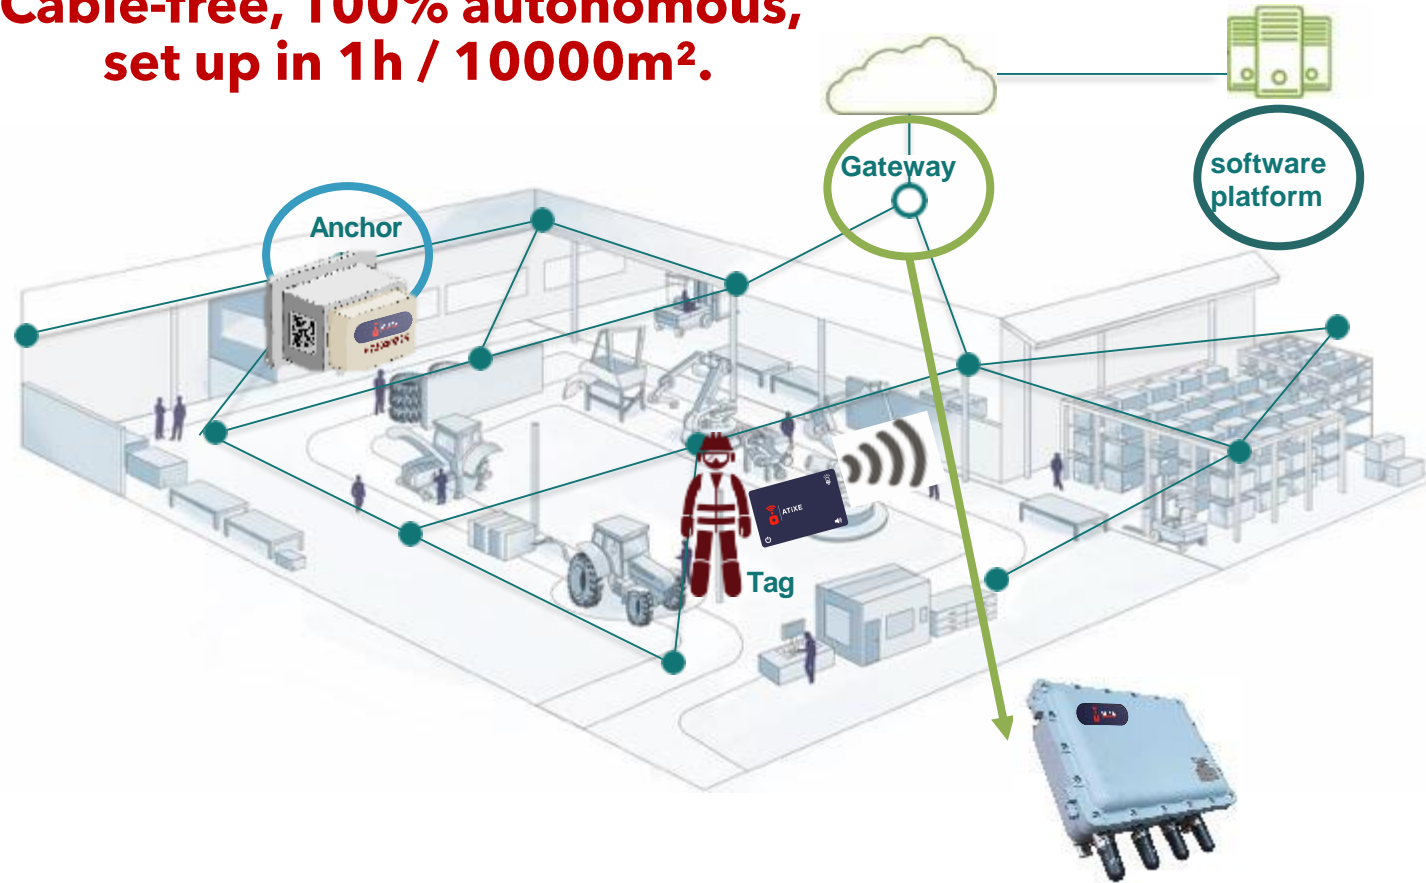 Cable-free, 100% autonomous,
set up in 1h / 10000m².
Gateway
software
platform
Anchor
ATiXE
Tag